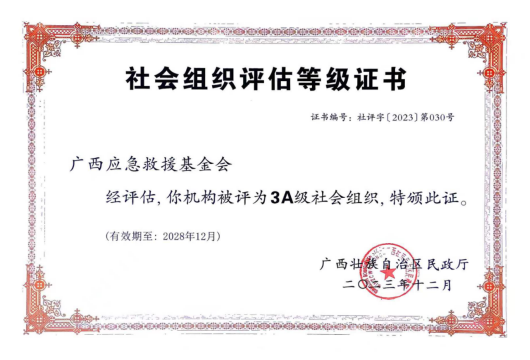 社会组织评估等级证书
证书编号：社评字〔2023〕第030号
广西应急救援基金会
经评估，你机构被评为3A级社会组织，特颁此证。
(有效期至：2028年12月)
广西壮族自治区民政厅
二〇二三年十二月